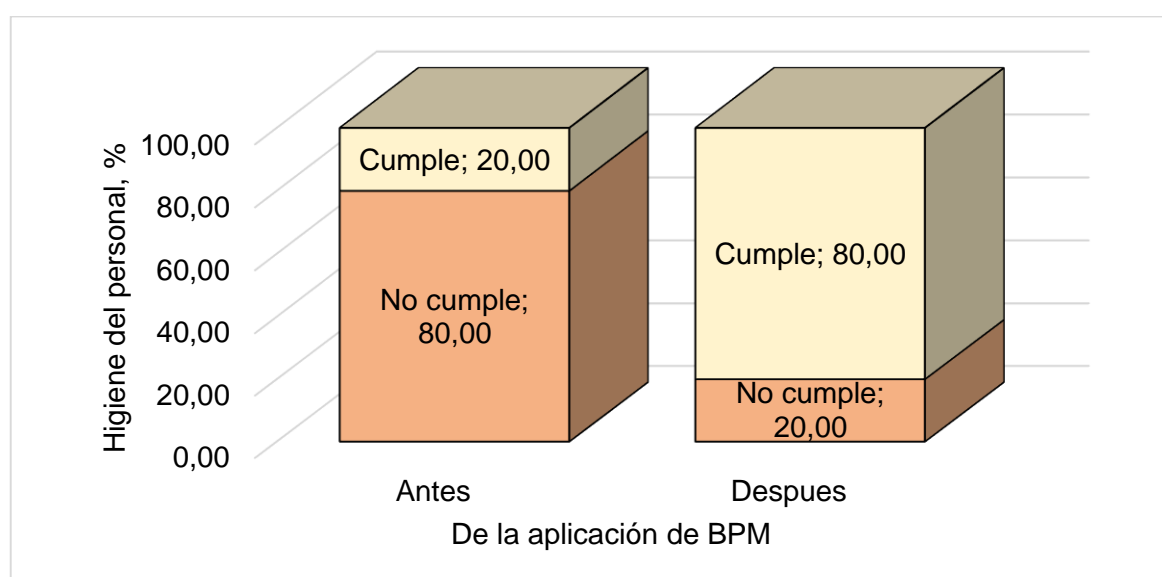 Higiene del personal, %
100,00
80,00
60,00
40,00
20,00
0,00
Cumple; 20,00
No cumple;
80,00
Cumple; 80,00
No cumple;
20,00
Antes
Despues
De la aplicación de BPM